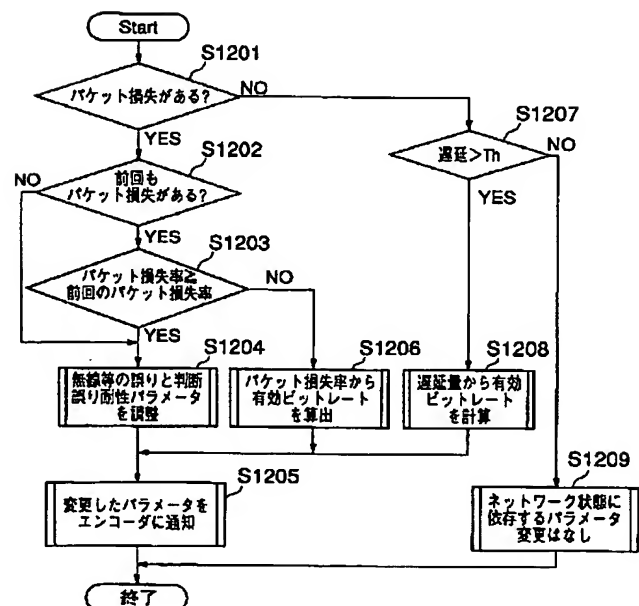 Start
S1201
パケット損失がある?
NO
YES
S1202
前回も
パケット損失がある?
NO
YES
S1203
パケット損失率≧
前回のパケット損失率
NO
YES
S1204
無線等の誤りと判断
誤り耐性パラメータ
を調整
S1206
パケット損失率から
有効ビットレート
を算出
S1207
遅延>Th
NO
YES
S1208
遅延量から有効
ビットレート
を計算
S1205
変更したパラメータを
エンコーダに通知
S1209
ネットワーク状態に
依存するパラメータ
変更はなし
終了